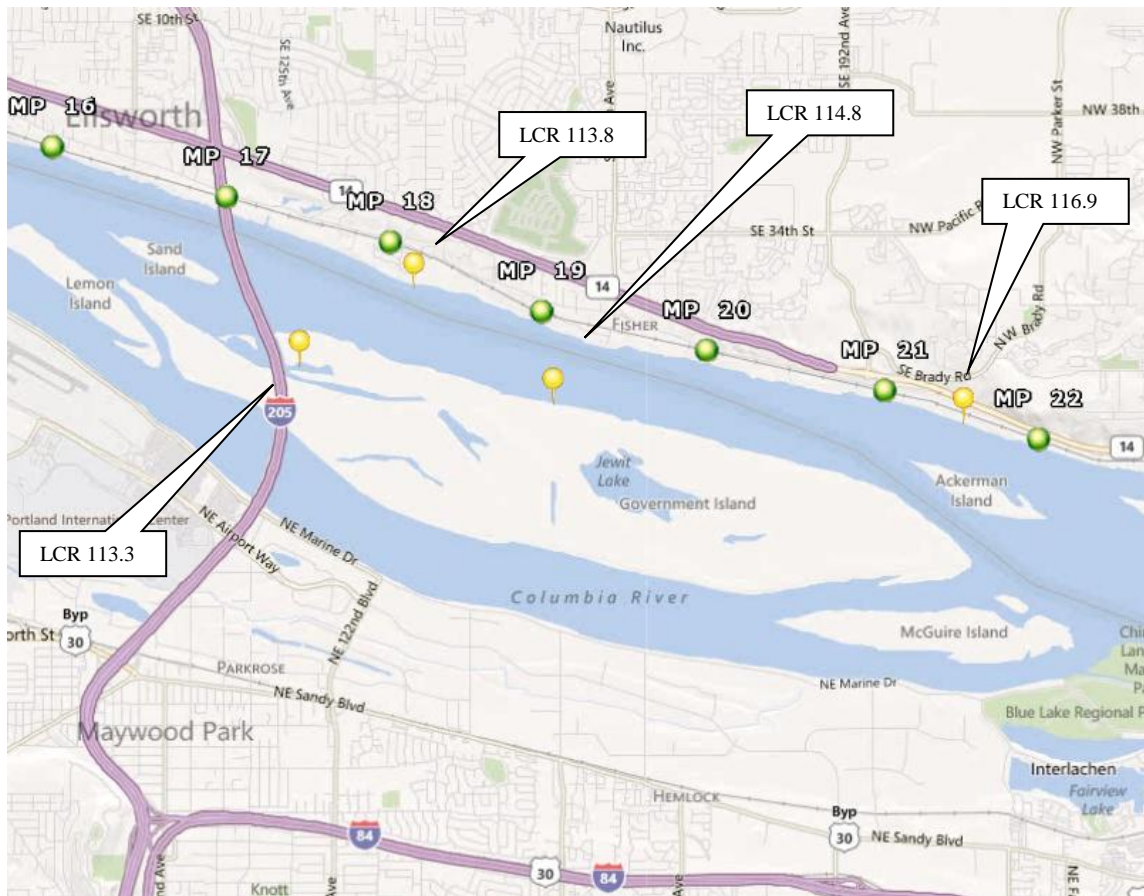 SE 10th St
SE 125th Ave
Nautilus
Inc.
SE 192nd Ave
NW Parker St
NW 38th
MP 16
Ellsworth
LCR 113.8
LCR 114.8
MP 17
14
MP 18
LCR 116.9
SE 34th St
NW Pacific R
Sand
Island
MP 19
14
Lemon
Island
FISHER
MP 20
NW Brady Rd
MP 21
SE Brady Rd
MP 22
205
14
Jewit
Lake
Ackerman
Island
Government Island
Portland International
NE Airport Way
NE Marine Dr
LCR 113.3
Columbia River
NE 122nd Blvd
Byp
30
orth St
McGuire Island
PARKROSE
NE Marine Dr
NE Sandy Blvd
Blue Lake Regional P
Maywood Park
Interlachen
Fairview
Lake
HEMLOCK
Byp
30
NE Sandy Blvd
84
30
84
Knott